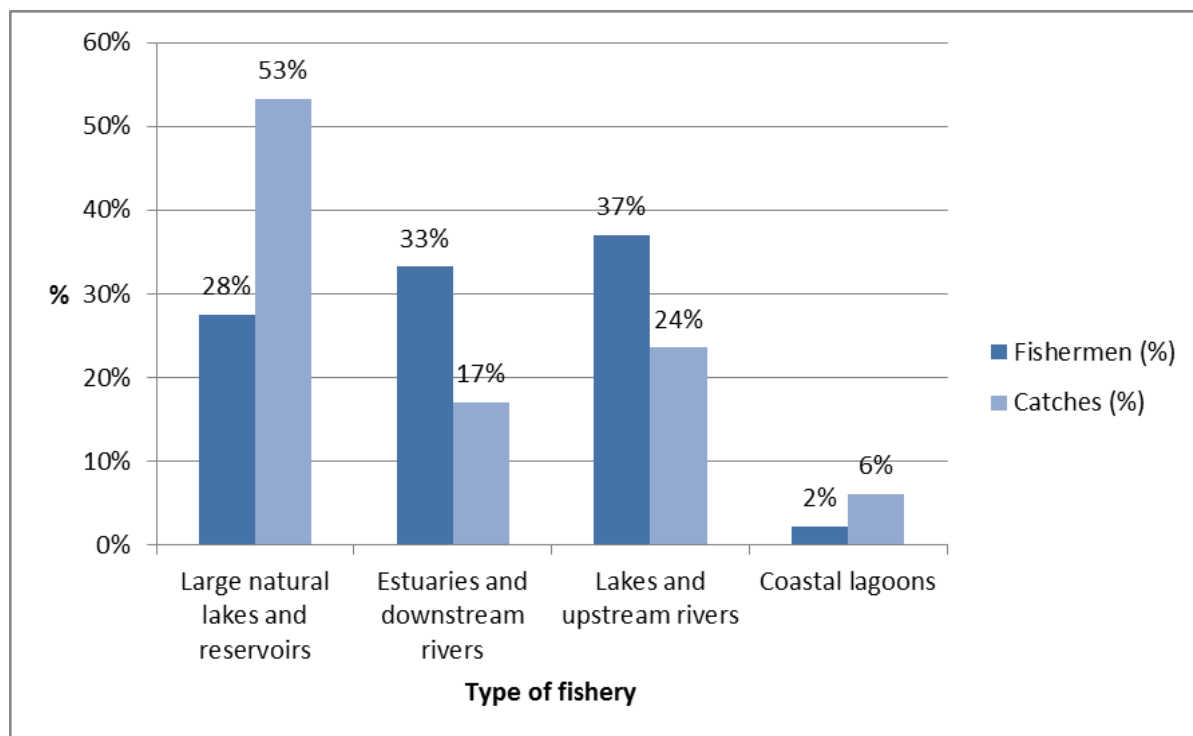 60%
50%
40%
30%
20%
10%
0%
%
53%
28%
33%
17%
37%
24%
2%
6%
Large natural
lakes and
reservoirs
Estuaries and
downstream
rivers
Lakes and
upstream rivers
Coastal lagoons
Type of fishery
Fishermen (%)
Catches (%)